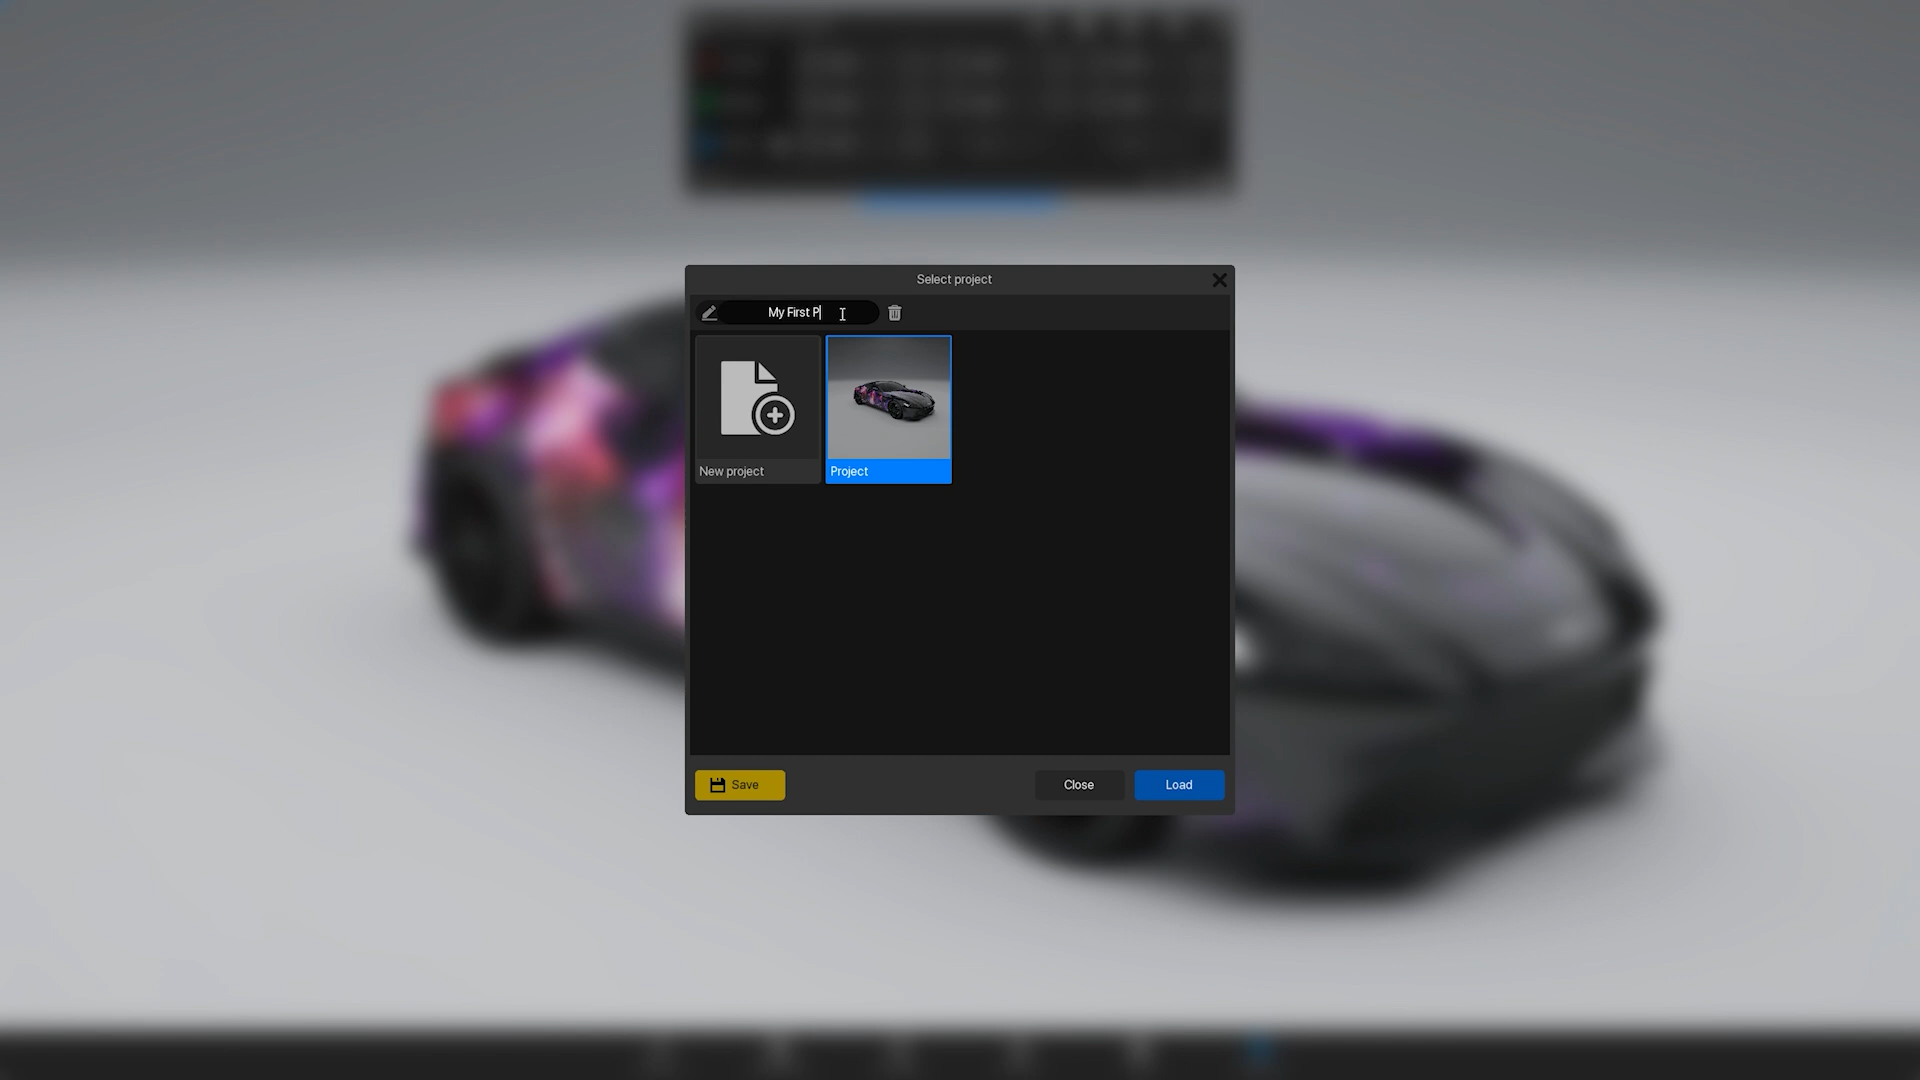 Select project
My First P
New project
Project
Save
Close
Load